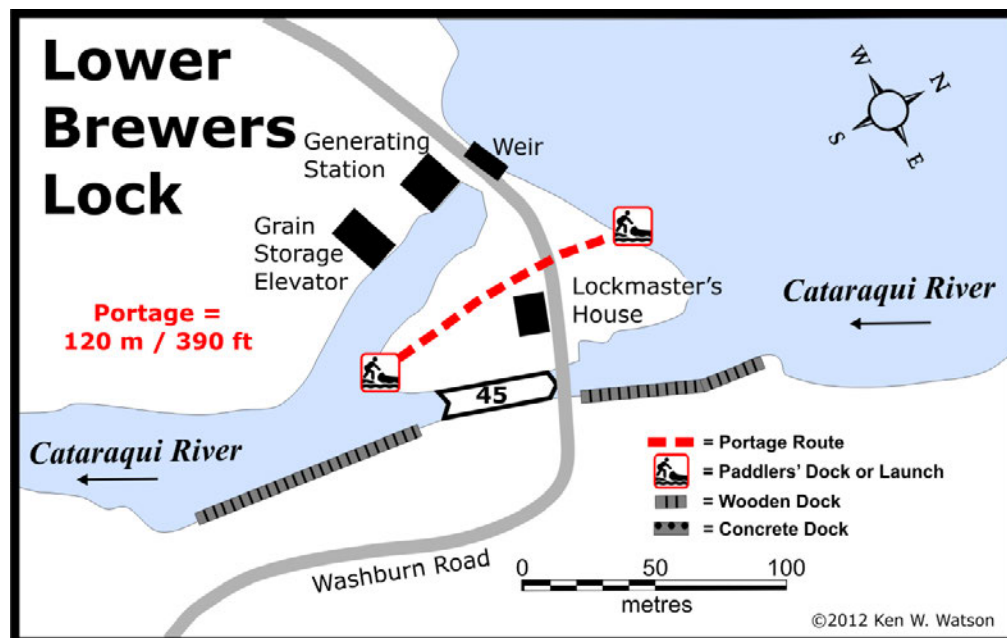 Lower
Brewers
Lock
Generating
Station
Weir
W
N
S
E
Grain
Storage
Elevator
Lockmaster's
House
Cataraqui River
Portage =
120 m / 390 ft
45
Cataraqui River
= Portage Route
= Paddlers' Dock or Launch
= Wooden Dock
= Concrete Dock
Washburn Road
0 50 100
metres
©2012 Ken W. Watson